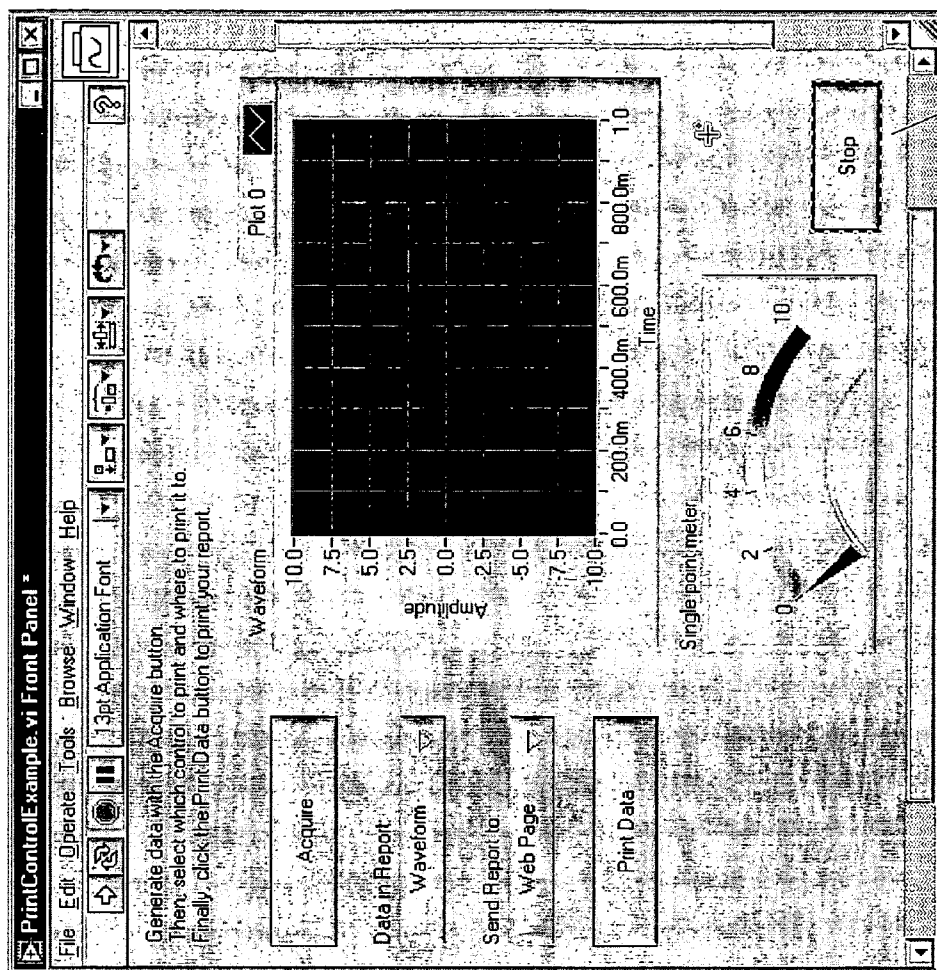 PrintControlExample.vi Front Panel *
File Edit Operate Tools Browse Window Help
13pt Application Font
Generate data with the Acquire button.
Then, select which control to print and where to print it to.
Finally, click the Print Data button to print your report.
Acquire
Data in Report
Waveform
Send Report to
Web Page
Print Data
Waveform
Plot 0
Amplitude
10.0
7.5
5.0
2.5
0.0
-2.5
-5.0
-7.5
-10.0
0.0 200.0m 400.0m 600.0m 800.0m 1.0
Time
Single point meter
0 2 4 6 8 10
Stop